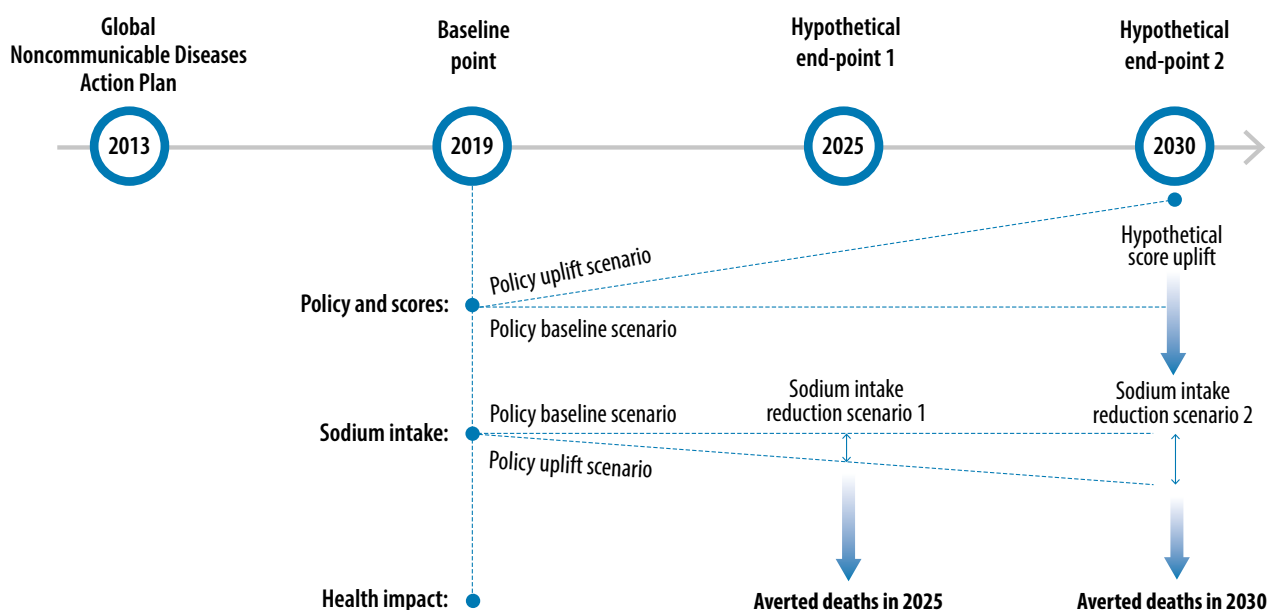 Global
Noncommunicable Diseases
Action Plan
Baseline
point
Hypothetical
end-point 1
Hypothetical
end-point 2
2013
2019
2025
2030
Hypothetical
score uplift
Policy uplift scenario
Policy and scores:
Policy baseline scenario
Sodium intake
reduction scenario 1
Sodium intake
reduction scenario 2
Policy baseline scenario
Sodium intake:
Policy uplift scenario
Health impact:
Averted deaths in 2025
Averted deaths in 2030